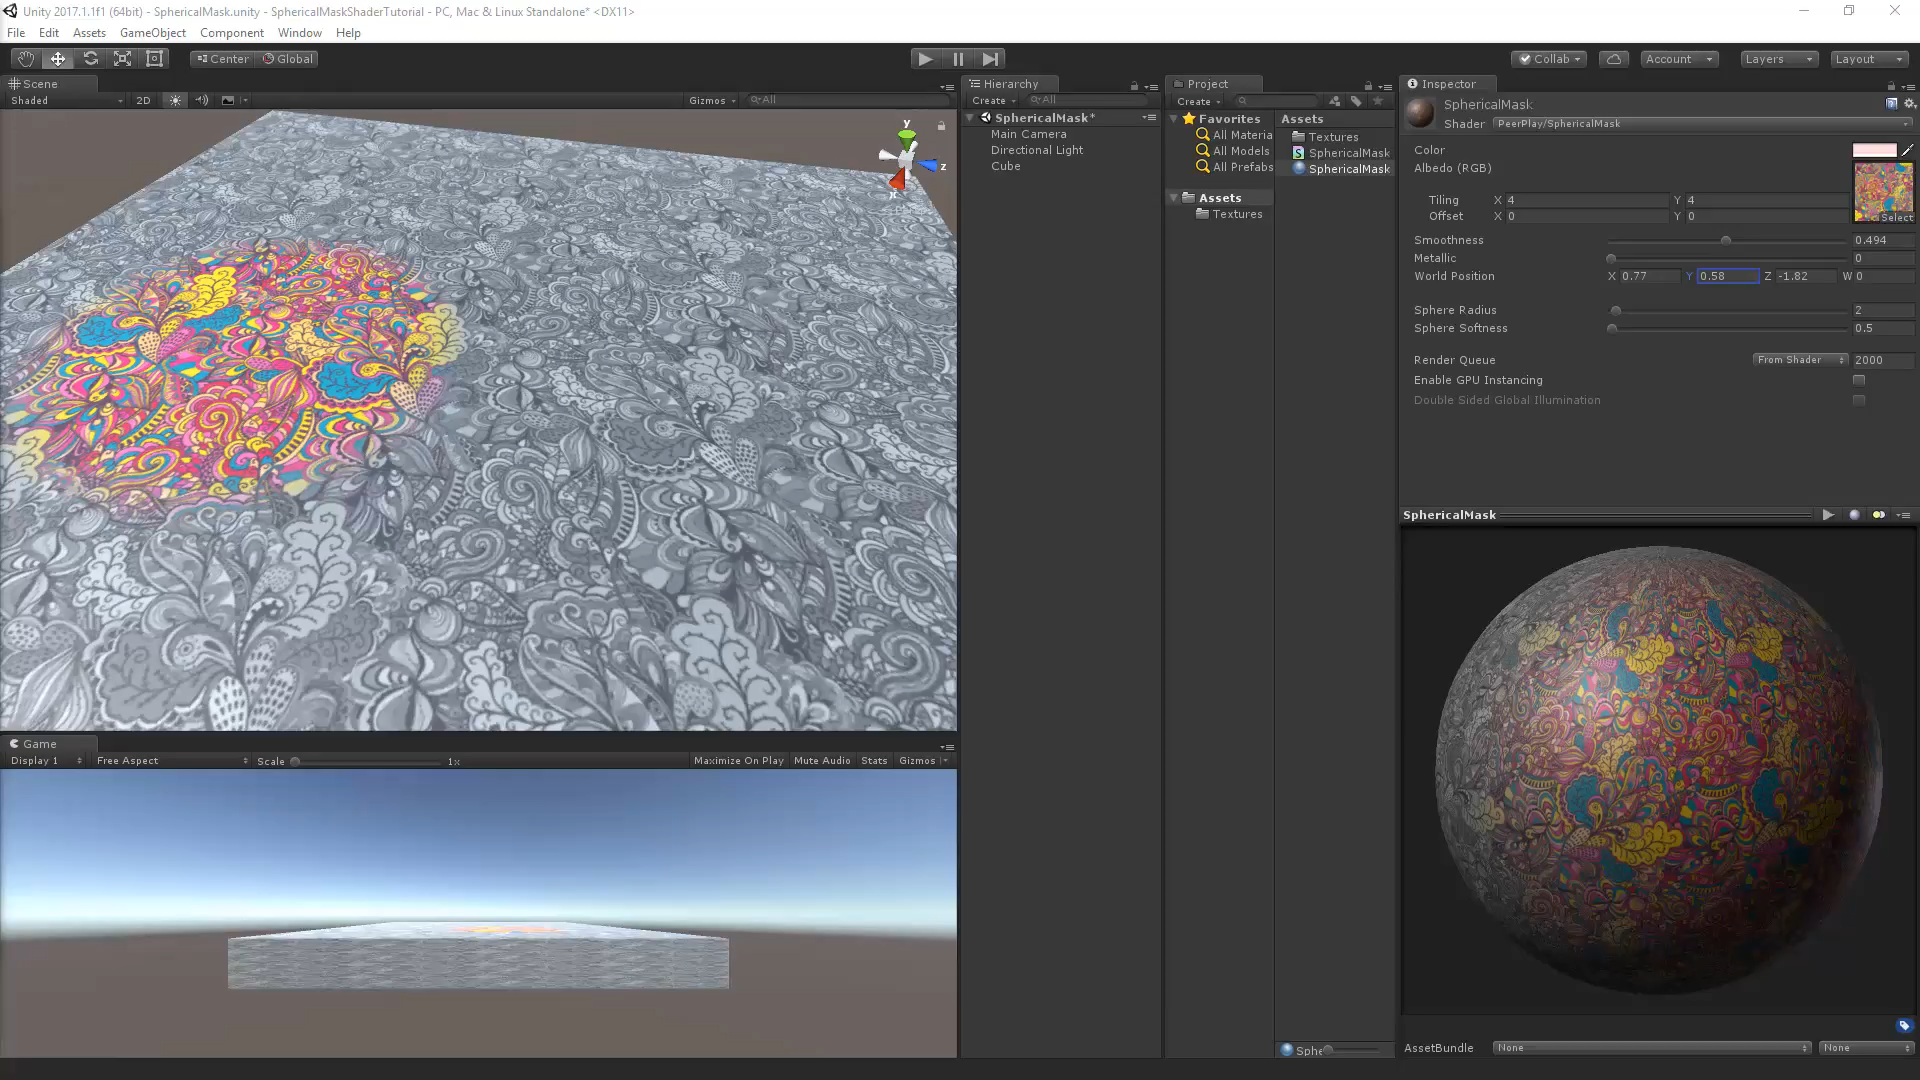 Unity 2017.1.1f1 (64bit) - SphericalMask.unity - SphericalMaskShaderTutorial - PC, Mac & Linux Standalone* <DX11>
File Edit Assets GameObject Component Window Help
Center Global Collab Account Layers Layout
Scene
Shaded 2D Gizmos All
y
z
x
Game
Display 1 Free Aspect Scale 1x Maximize On Play Mute Audio Stats Gizmos
Hierarchy
Create All
SphericalMask*
Main Camera
Directional Light
Cube
Project
Create
Favorites
All Materia
All Models
All Prefabs
Assets
Textures
Assets
Textures
SphericalMask
SphericalMask
Sphe
Inspector
SphericalMask
Shader PeerPlay/SphericalMask
Color
Albedo (RGB)
Tiling X 4 Y 4
Offset X 0 Y 0
Select
Smoothness 0.494
Metallic 0
World Position X 0.77 Y 0.58 Z -1.82 W 0
Sphere Radius 2
Sphere Softness 0.5
Render Queue From Shader 2000
Enable GPU Instancing
Double Sided Global Illumination
SphericalMask
AssetBundle None None